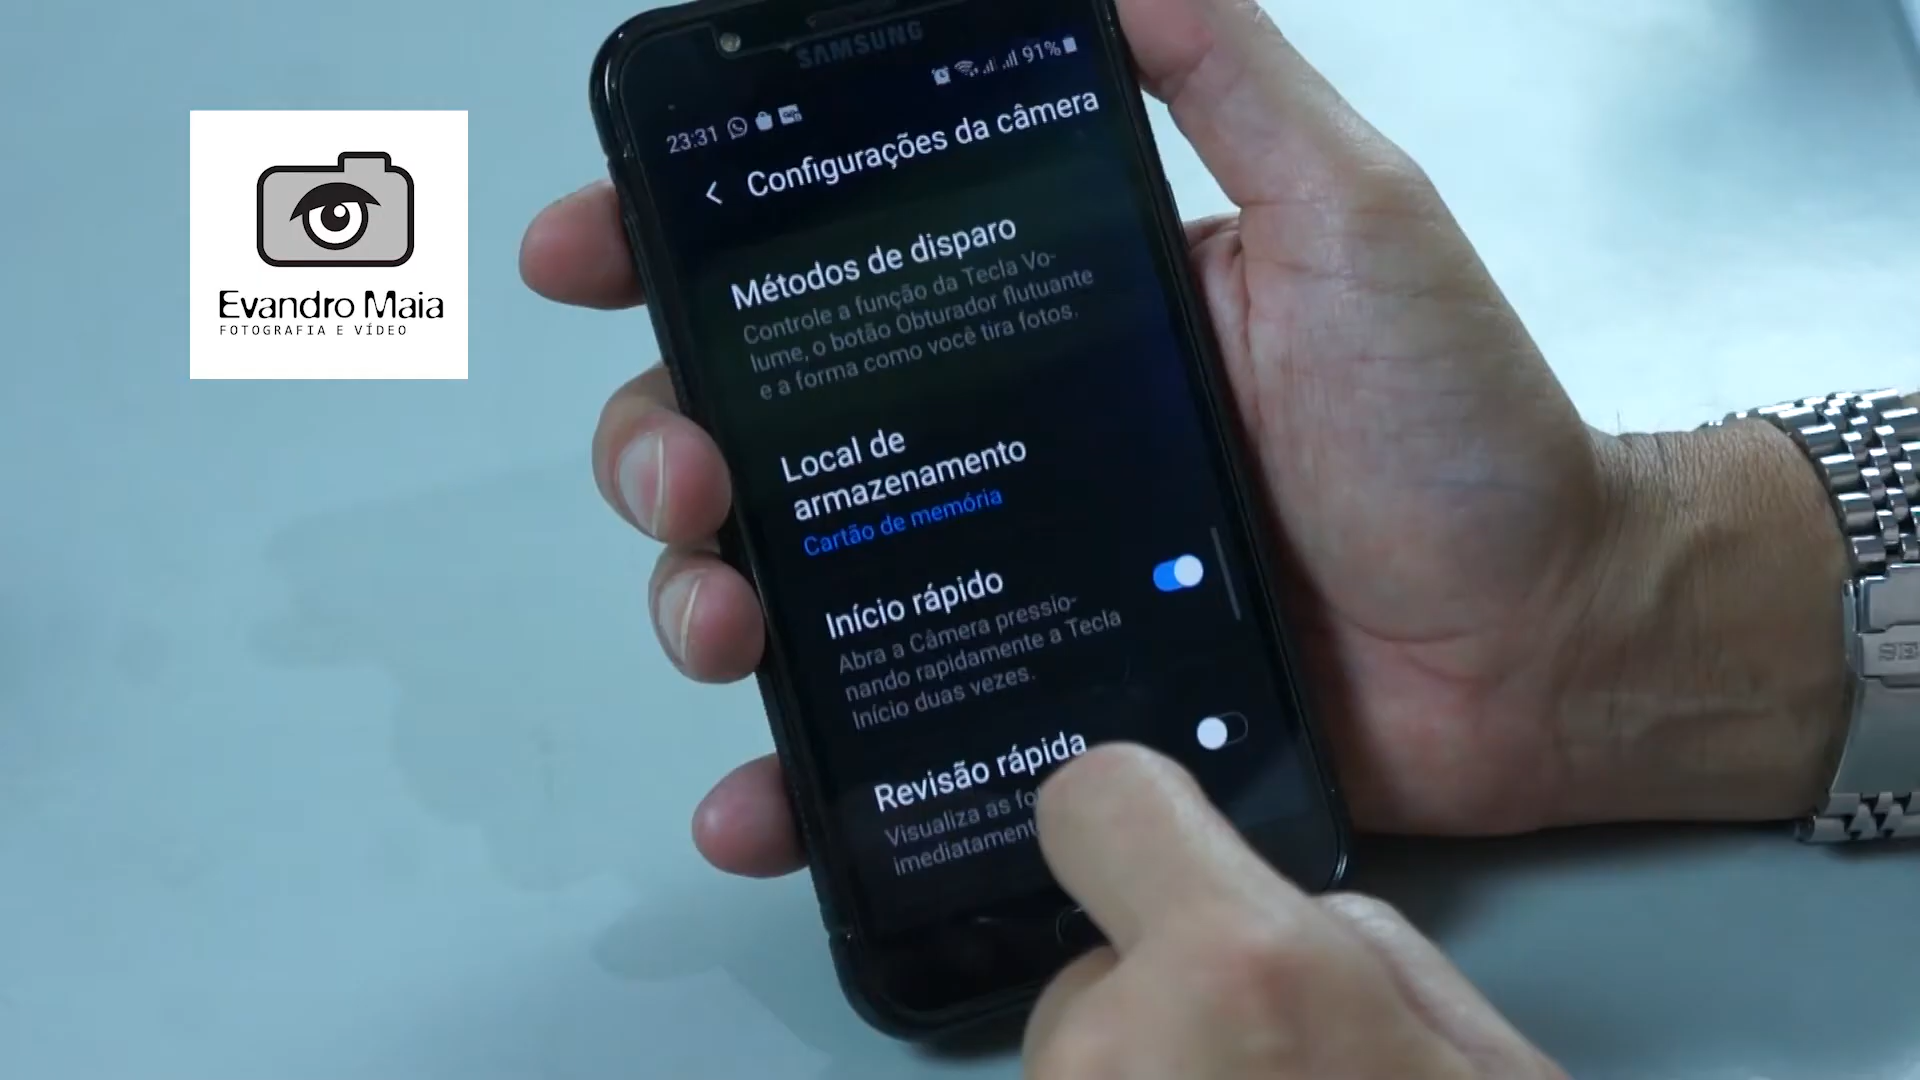 SAMSUNG
23:31
91%
Configurações da câmera
Métodos de disparo
Controle a função da Tecla Vo-
lume, o botão Obturador flutuante
e a forma como você tira fotos.
Local de
armazenamento
Cartão de memória
Início rápido
Abra a Câmera pressio-
nando rapidamente a Tecla
Início duas vezes.
Revisão rápida
Visualiza as
Evandro Maia
FOTOGRAFIA E VÍDEO